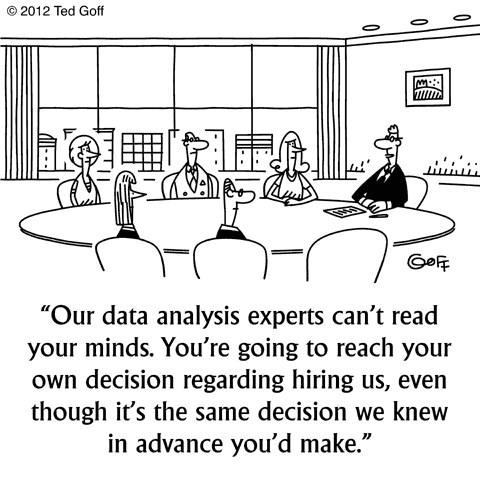 © 2012 Ted Goff
GOFF
“Our data analysis experts can’t read
your minds. You’re going to reach your
own decision regarding hiring us, even
though it’s the same decision we knew
in advance you’d make.”